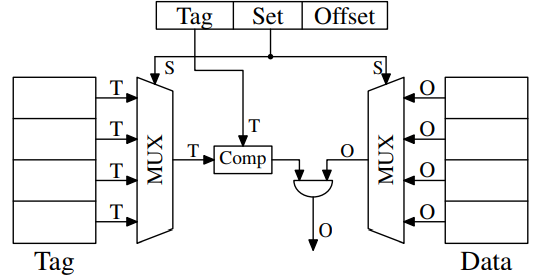 Tag Set Offset
S S
T O
T T O
MUX T Comp O MUX
T O
T O
O
Tag Data